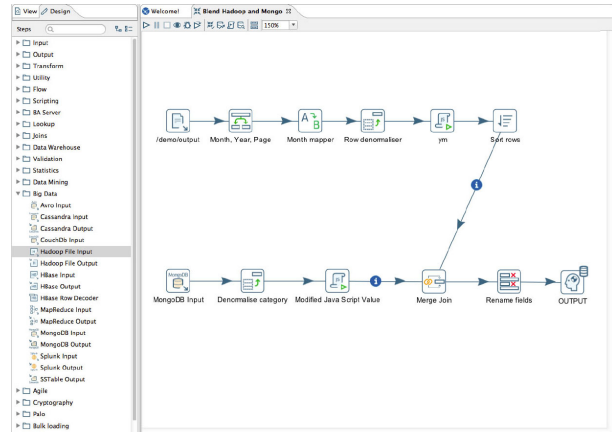 View Design
Welcome! Blend Hadoop and Mongo
Steps
150%
Input
Output
Transform
Utility
Flow
Scripting
BA Server
Lookup
Joins
Data Warehouse
Validation
Statistics
Data Mining
Big Data
Avro Input
Cassandra Input
Cassandra Output
CouchDb Input
Hadoop File Input
Hadoop File Output
HBase Input
HBase Output
HBase Row Decoder
MapReduce Input
MapReduce Output
MongoDB Input
MongoDB Output
Splunk Input
Splunk Output
SSTable Output
Agile
Cryptography
Palo
Bulk loading
/demo/output Month, Year, Page Month mapper Row denormaliser ym Sort rows
MongoDB
MongoDB Input Denormalise category Modified Java Script Value Merge Join Rename fields OUTPUT